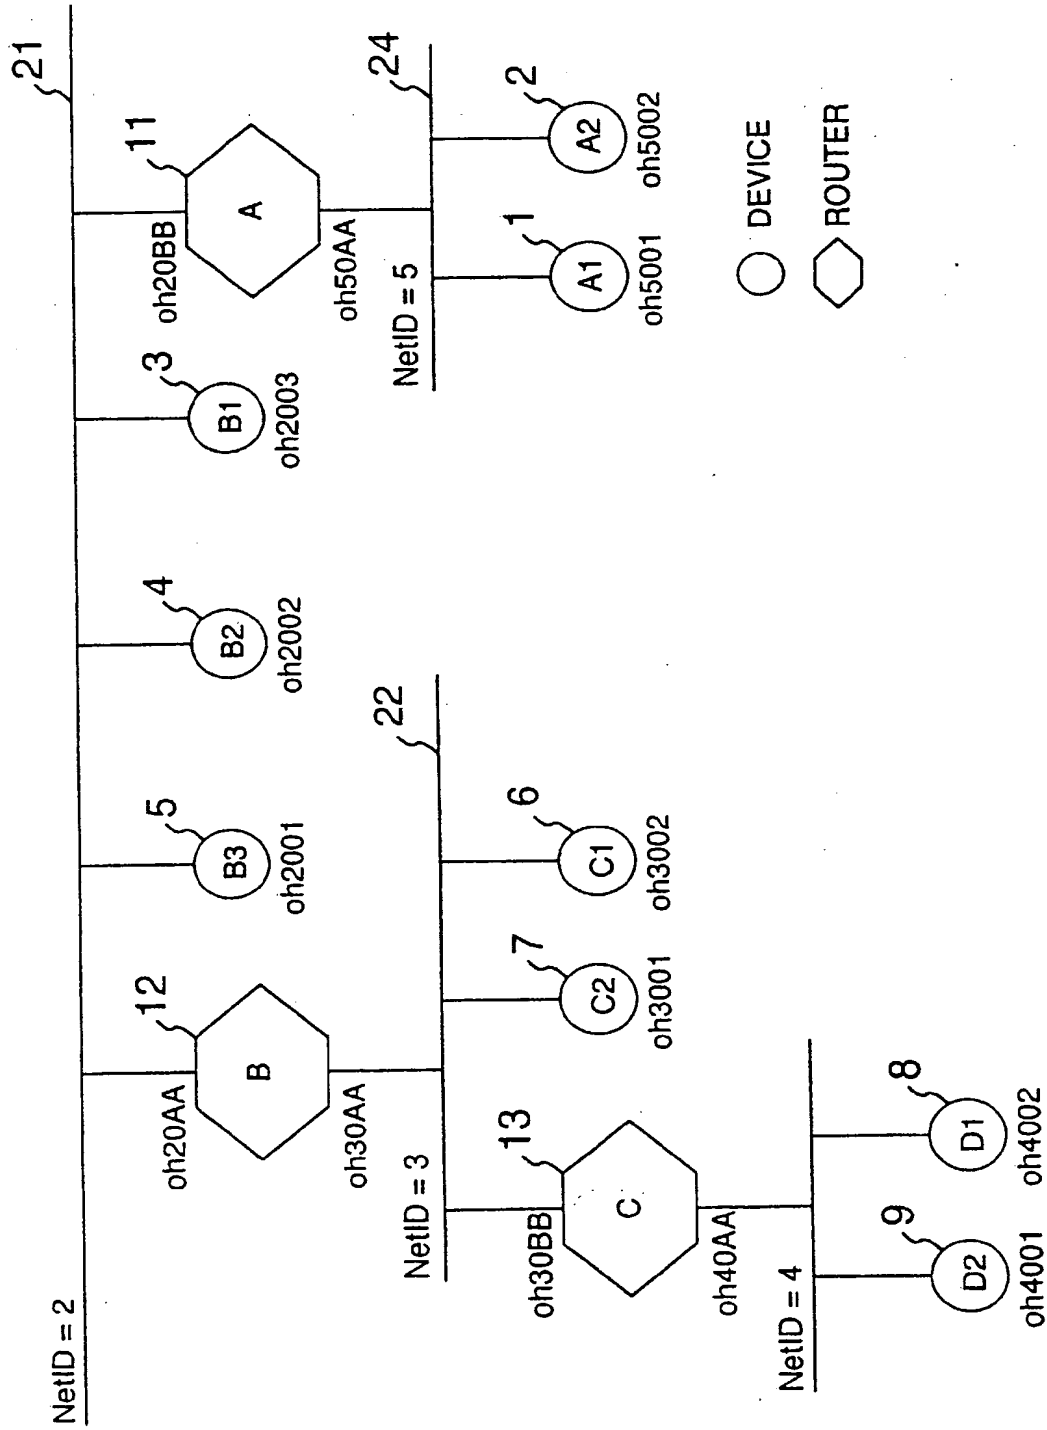 NetID = 2
21
oh20AA
12
B
oh30AA
5
B3
oh2001
4
B2
oh2002
3
B1
oh2003
oh20BB
11
A
oh50AA
NetID = 3
22
oh30BB
13
C
oh40AA
7
C2
oh3001
6
C1
oh3002
NetID = 5
24
1
A1
oh5001
2
A2
oh5002
NetID = 4
9
D2
oh4001
8
D1
oh4002
DEVICE
ROUTER